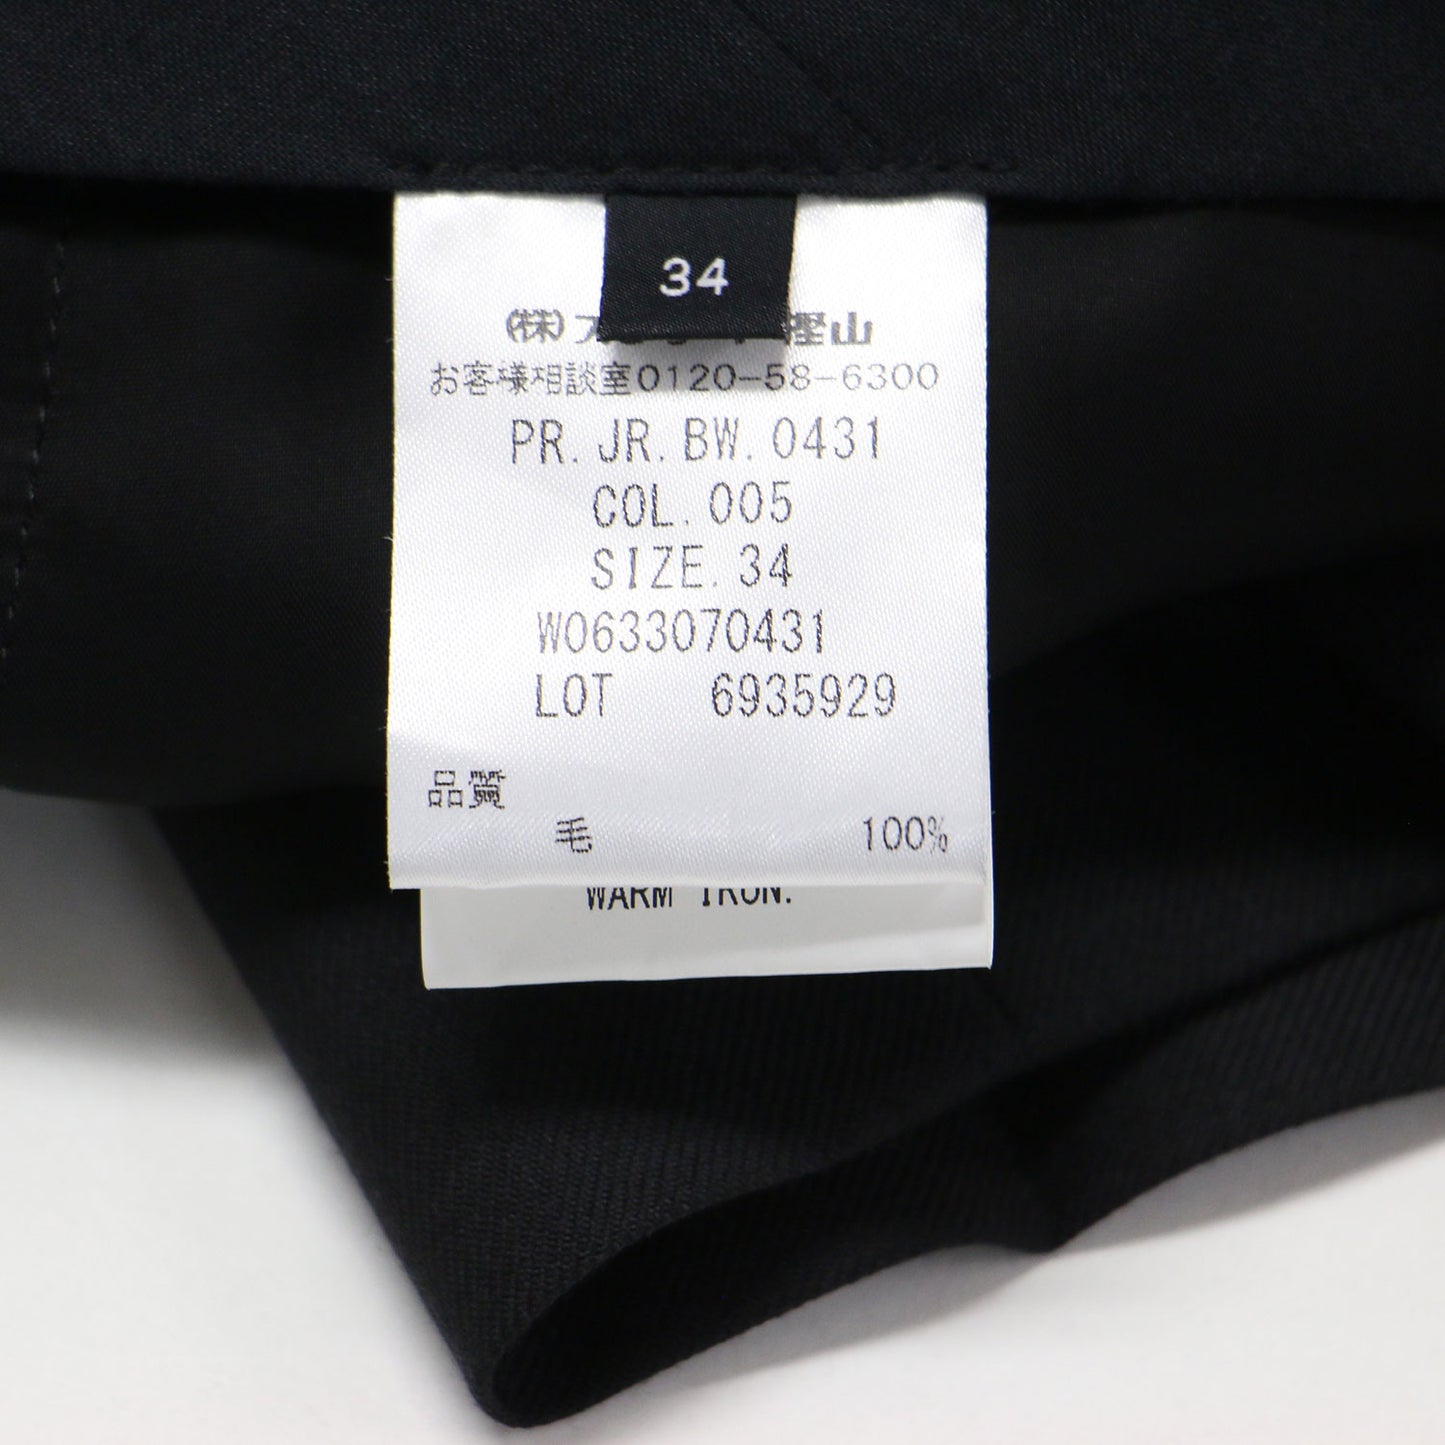 34
(株) 樫山
お客様相談室0120-58-6300
PR. JR. BW. 0431
COL. 005
SIZE. 34
W0633070431
LOT 6935929
品質
毛 100%
WARM IRON.